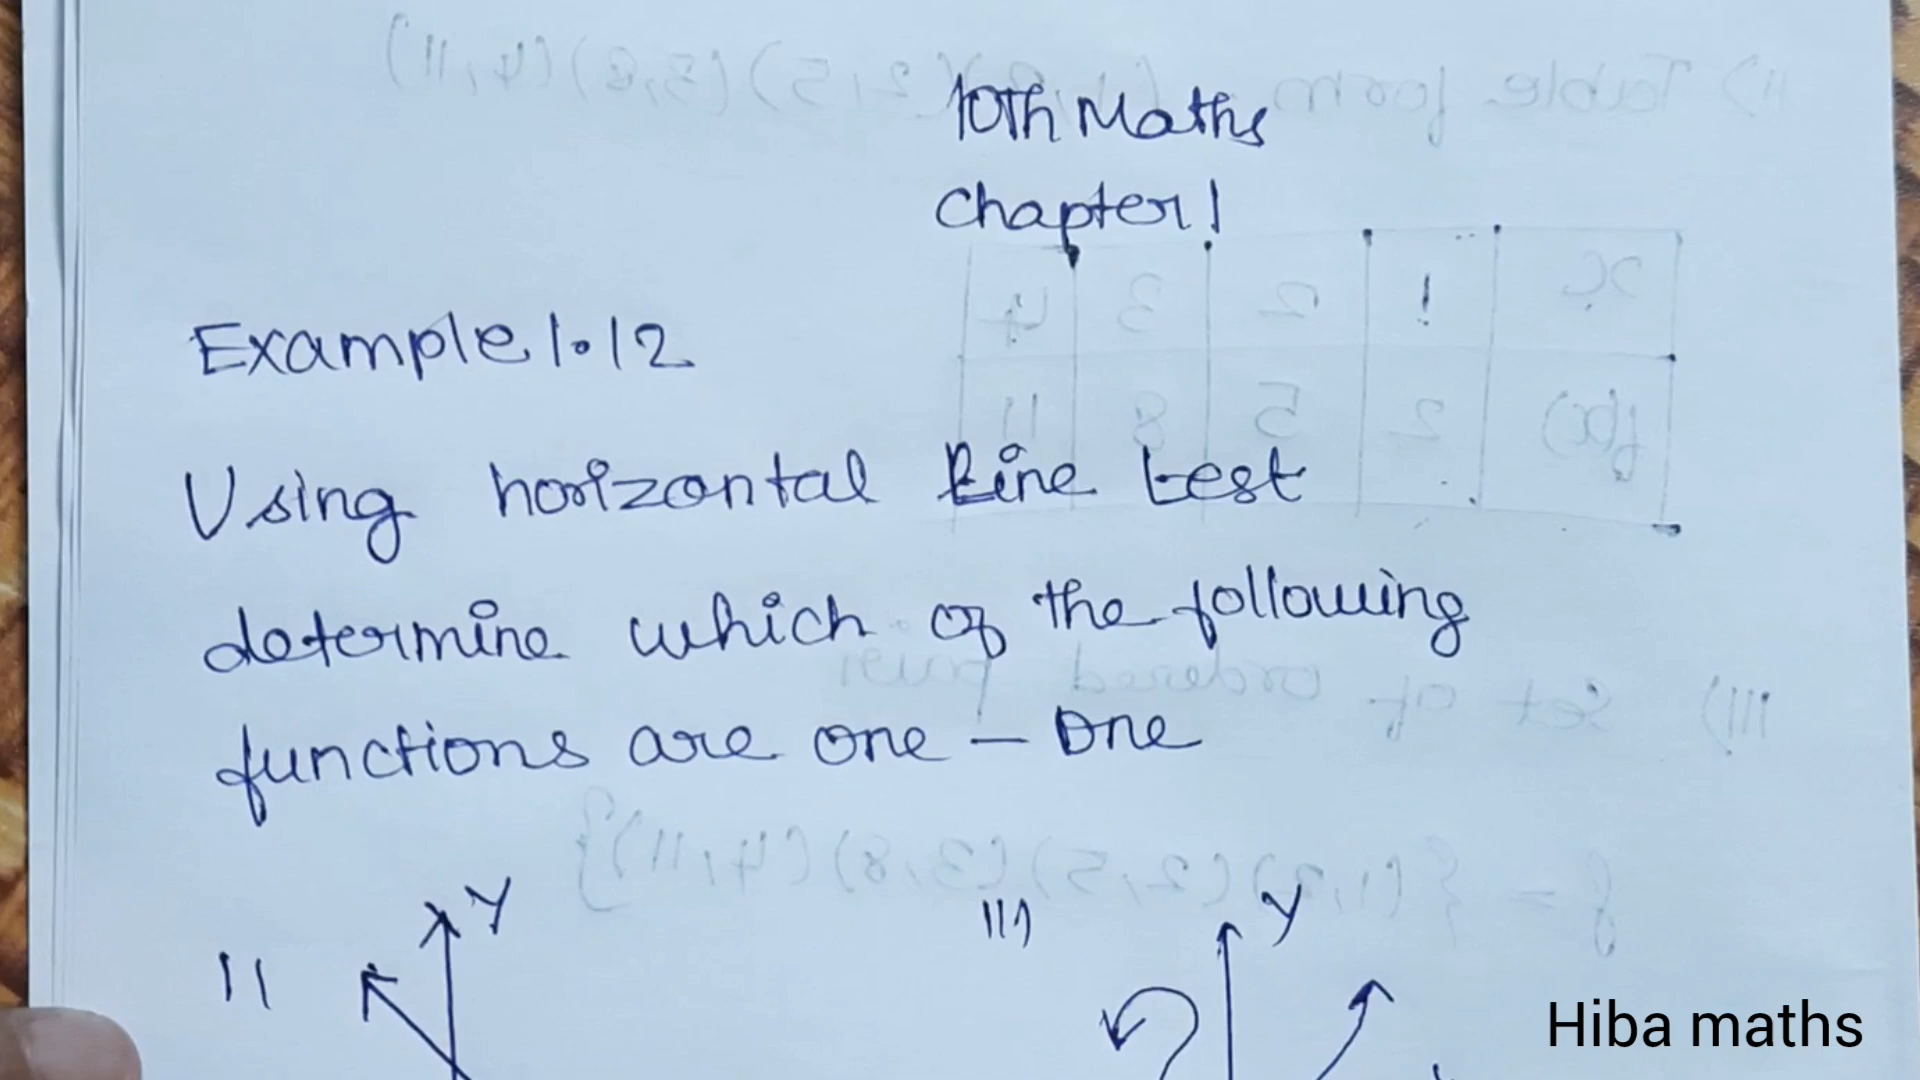 10th Maths
Chapter 1
Example 1.12
Using horizontal line test
determine which of the following
functions are one - one
Y
ii)
Y
i)
Hiba maths